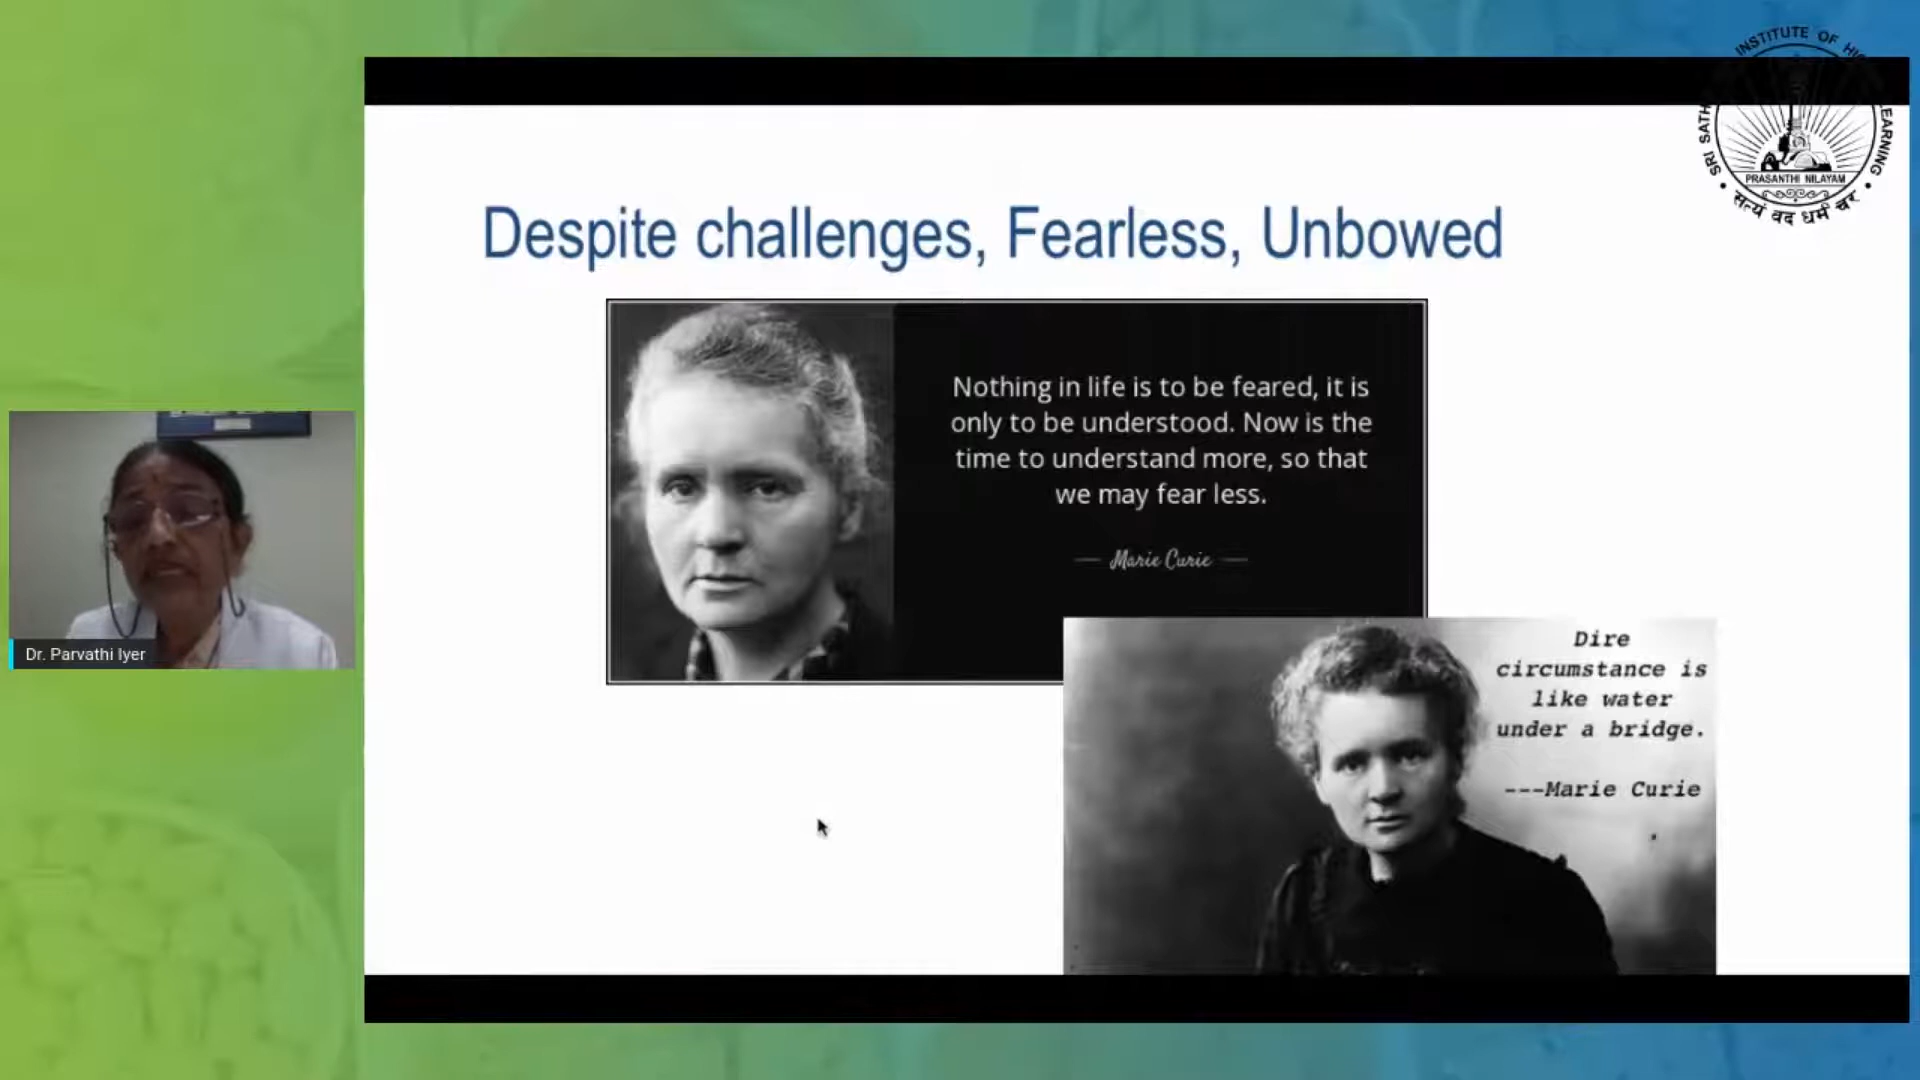 INSTITUTE OF HIG
SRI SATH
EARNING
PRASANTHI NILAYAM
सत्यं वद धर्मं चर
Despite challenges, Fearless, Unbowed
Nothing in life is to be feared, it is
only to be understood. Now is the
time to understand more, so that
we may fear less.
— Marie Curie —
Dire
circumstance is
like water
under a bridge.
---Marie Curie
Dr. Parvathi Iyer